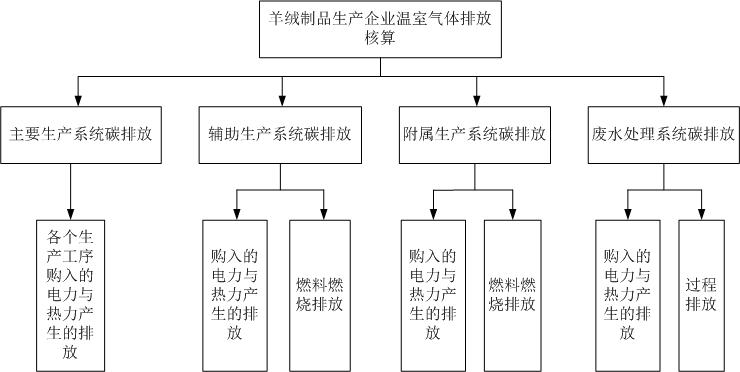 羊绒制品生产企业温室气体排放
核算
主要生产系统碳排放
辅助生产系统碳排放
附属生产系统碳排放
废水处理系统碳排放
各个生
产工序
购入的
电力与
热力产
生的排
放
购入的
电力与
热力产
生的排
放
燃料燃
烧排放
购入的
电力与
热力产
生的排
放
燃料燃
烧排放
购入的
电力与
热力产
生的排
放
过程
排放